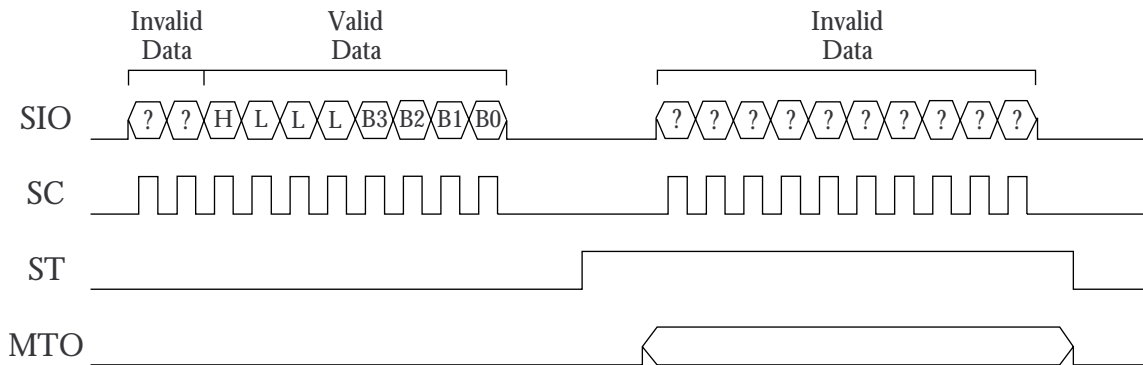 Invalid Data
Valid Data
Invalid Data
SIO ? ? H L L L B3 B2 B1 B0 ? ? ? ? ? ? ? ? ? ?
SC
ST
MTO